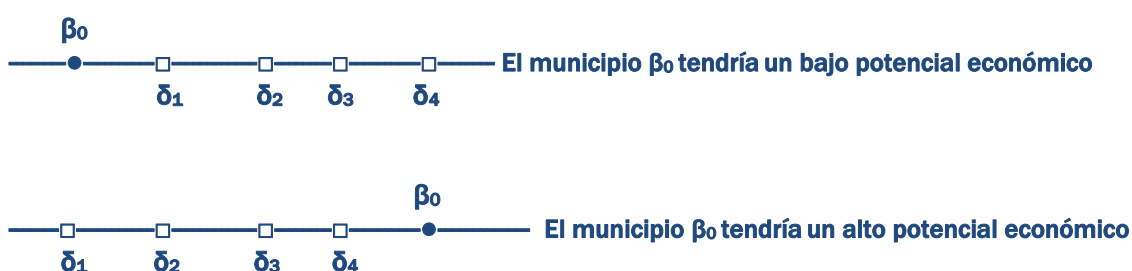 β₀
El municipio β₀ tendría un bajo potencial económico
δ₁ δ₂ δ₃ δ₄
β₀
El municipio β₀ tendría un alto potencial económico
δ₁ δ₂ δ₃ δ₄